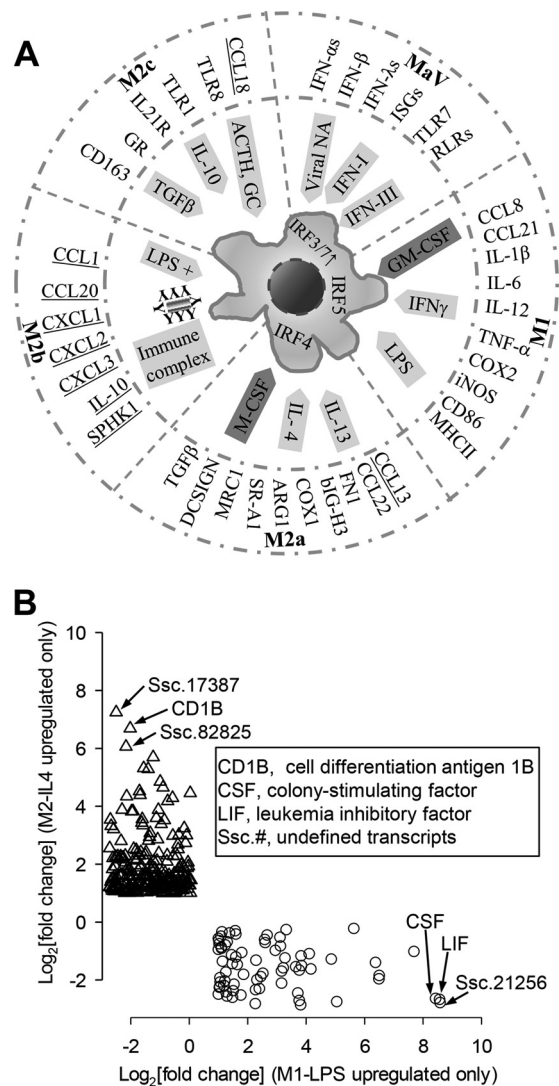 A
M2c
CCL18
TLR8
TLR1
IL21R
GR
CD163
MaV
IFN-αs
IFN-β
IFN-λs
ISGs
TLR7
RLRs
TGFβ
IL-10
ACTH, GC
Viral NA
IFN-I
IFN-III
M1
CCL8
CCL21
IL-1β
IL-6
IL-12
TNF-α
COX2
iNOS
CD86
MHCII
GM-CSF
IFNγ
LPS
IRF3/7↑
IRF5
IRF4
M2b
CCL1
CCL20
CXCL1
CXCL2
CXCL3
IL-10
SPHK1
LPS +
YYY
YYY
Immune
complex
M-CSF
IL- 4
IL-13
TGFβ
DCSIGN
MRC1
SR-A1
ARG1
COX1
bIG-H3
FN1
CCL22
CCL13
M2a
B
Log2[fold change] (M2-IL4 upregulated only)
10
8
6
4
2
0
-2
Ssc.17387
CD1B
Ssc.82825
CD1B, cell differentiation antigen 1B
CSF, colony-stimulating factor
LIF, leukemia inhibitory factor
Ssc.#, undefined transcripts
CSF
LIF
Ssc.21256
-2 0 2 4 6 8 10
Log2[fold change] (M1-LPS upregulated only)